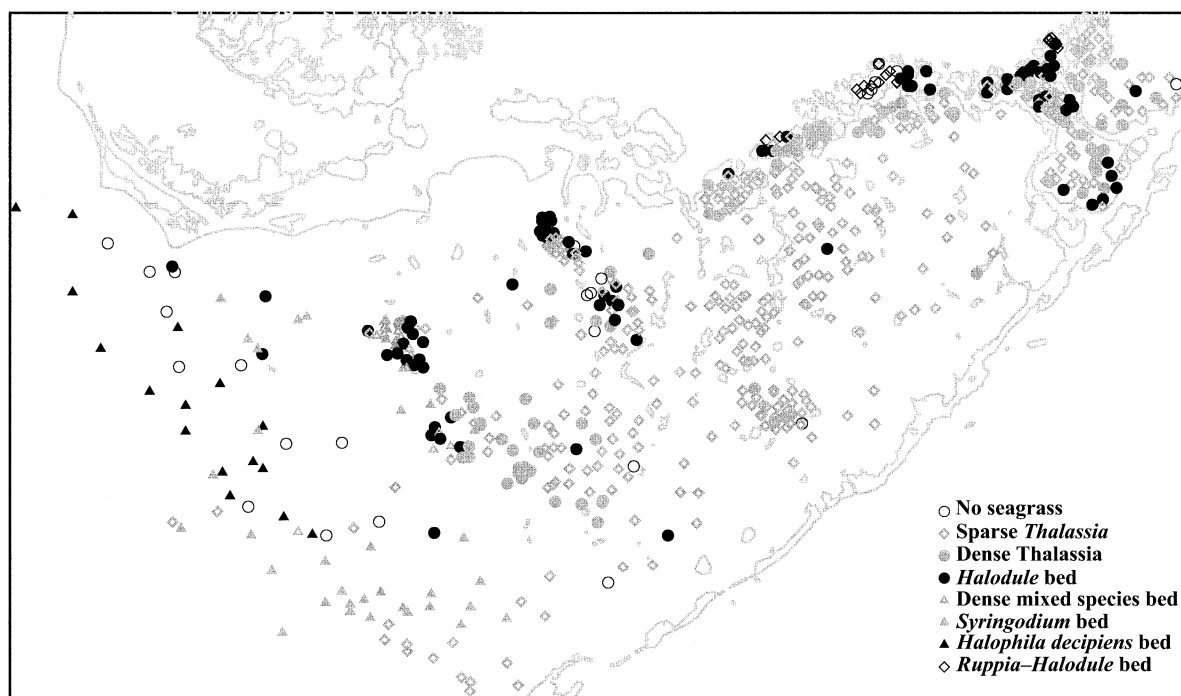 No seagrass
Sparse Thalassia
Dense Thalassia
Halodule bed
Dense mixed species bed
Syringodium bed
Halophila decipiens bed
Ruppia–Halodule bed